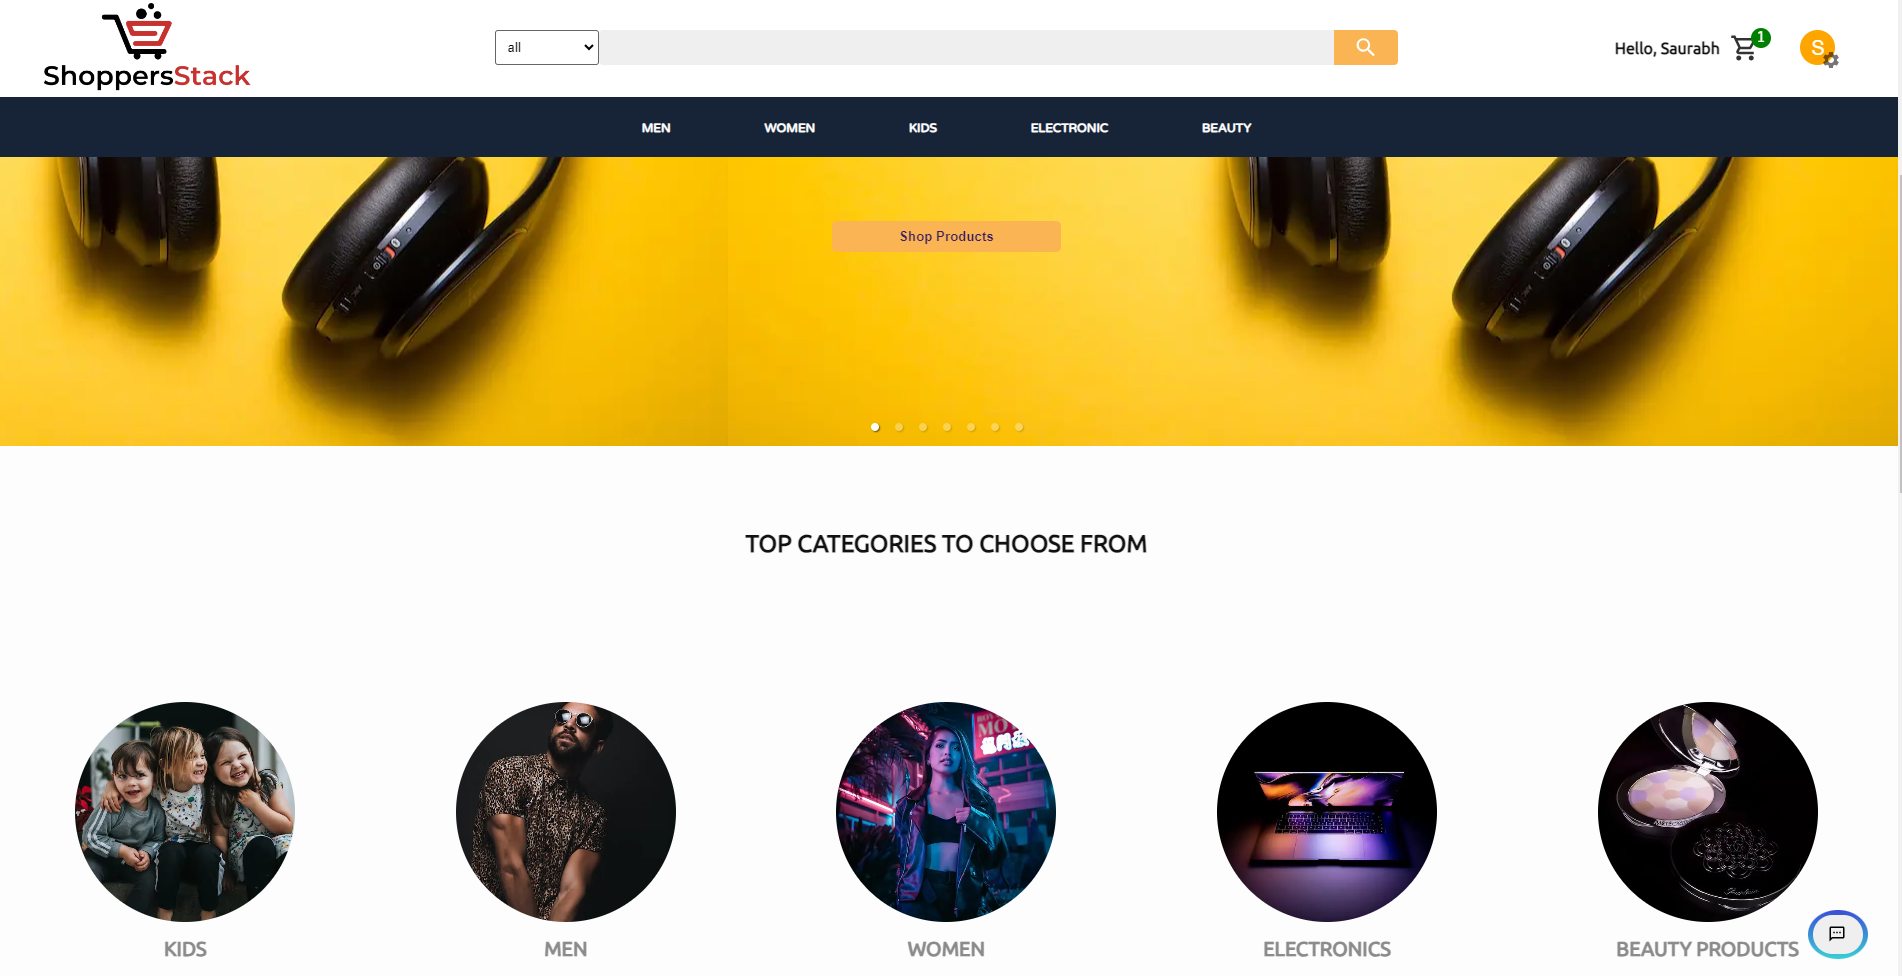 ShoppersStack
all
Hello, Saurabh
1
S
MEN
WOMEN
KIDS
ELECTRONIC
BEAUTY
Shop Products
TOP CATEGORIES TO CHOOSE FROM
KIDS
MEN
WOMEN
ELECTRONICS
BEAUTY PRODUCTS